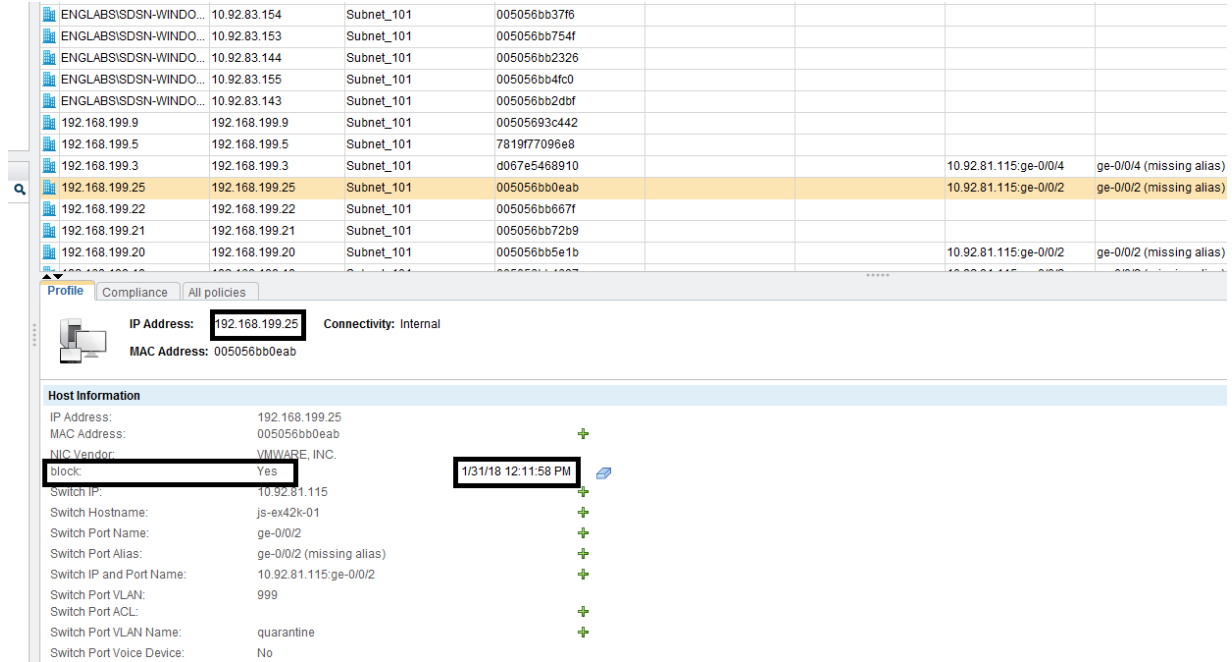 ENGLABS\SDSN-WINDO... 10.92.83.154 Subnet_101 005056bb37f6
ENGLABS\SDSN-WINDO... 10.92.83.153 Subnet_101 005056bb754f
ENGLABS\SDSN-WINDO... 10.92.83.144 Subnet_101 005056bb2326
ENGLABS\SDSN-WINDO... 10.92.83.155 Subnet_101 005056bb4fc0
ENGLABS\SDSN-WINDO... 10.92.83.143 Subnet_101 005056bb2dbf
192.168.199.9 192.168.199.9 Subnet_101 00505693c442
192.168.199.5 192.168.199.5 Subnet_101 7819f77096e8
192.168.199.3 192.168.199.3 Subnet_101 d067e5468910 10.92.81.115:ge-0/0/4 ge-0/0/4 (missing alias)
192.168.199.25 192.168.199.25 Subnet_101 005056bb0eab 10.92.81.115:ge-0/0/2 ge-0/0/2 (missing alias)
192.168.199.22 192.168.199.22 Subnet_101 005056bb667f
192.168.199.21 192.168.199.21 Subnet_101 005056bb72b9
192.168.199.20 192.168.199.20 Subnet_101 005056bb5e1b 10.92.81.115:ge-0/0/2 ge-0/0/2 (missing alias)
Profile Compliance All policies
IP Address: 192.168.199.25 Connectivity: Internal
MAC Address: 005056bb0eab
Host Information
IP Address: 192.168.199.25
MAC Address: 005056bb0eab
NIC Vendor: VMWARE, INC.
block: Yes 1/31/18 12:11:58 PM
Switch IP: 10.92.81.115
Switch Hostname: js-ex42k-01
Switch Port Name: ge-0/0/2
Switch Port Alias: ge-0/0/2 (missing alias)
Switch IP and Port Name: 10.92.81.115:ge-0/0/2
Switch Port VLAN: 999
Switch Port ACL:
Switch Port VLAN Name: quarantine
Switch Port Voice Device: No